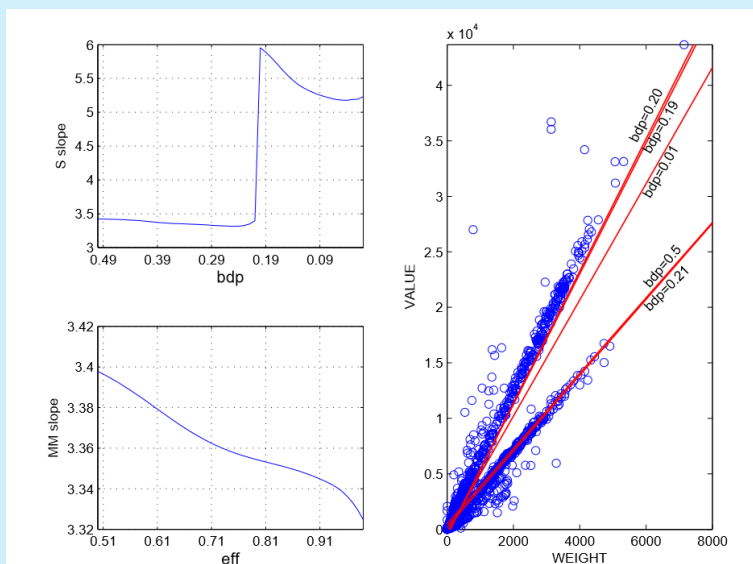 6
5.5
5
4.5
4
3.5
3
S slope
0.49 0.39 0.29 0.19 0.09
bdp
3.42
3.4
3.38
3.36
3.34
3.32
MM slope
0.51 0.61 0.71 0.81 0.91
eff
x 10^4
4
3.5
3
2.5
2
1.5
1
0.5
0
VALUE
0 2000 4000 6000 8000
WEIGHT
bdp=0.20
bdp=0.19
bdp=0.01
bdp=0.5
bdp=0.21